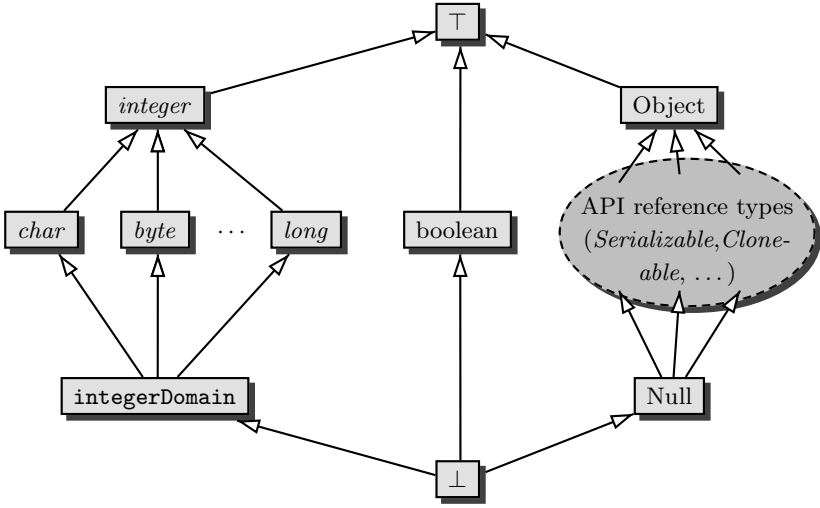 ⊤
integer
Object
char
byte
...
long
boolean
API reference types
(Serializable,Clone-
able, ...)
integerDomain
Null
⊥